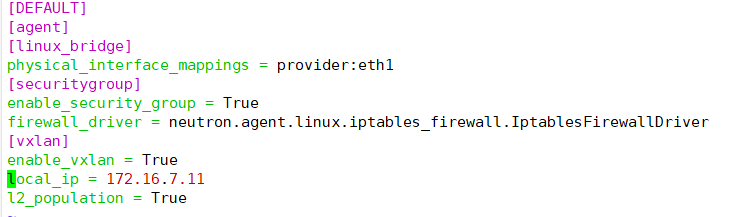 [DEFAULT]
[agent]
[linux_bridge]
physical_interface_mappings = provider:eth1
[securitygroup]
enable_security_group = True
firewall_driver = neutron.agent.linux.iptables_firewall.IptablesFirewallDriver
[vxlan]
enable_vxlan = True
local_ip = 172.16.7.11
l2_population = True
~